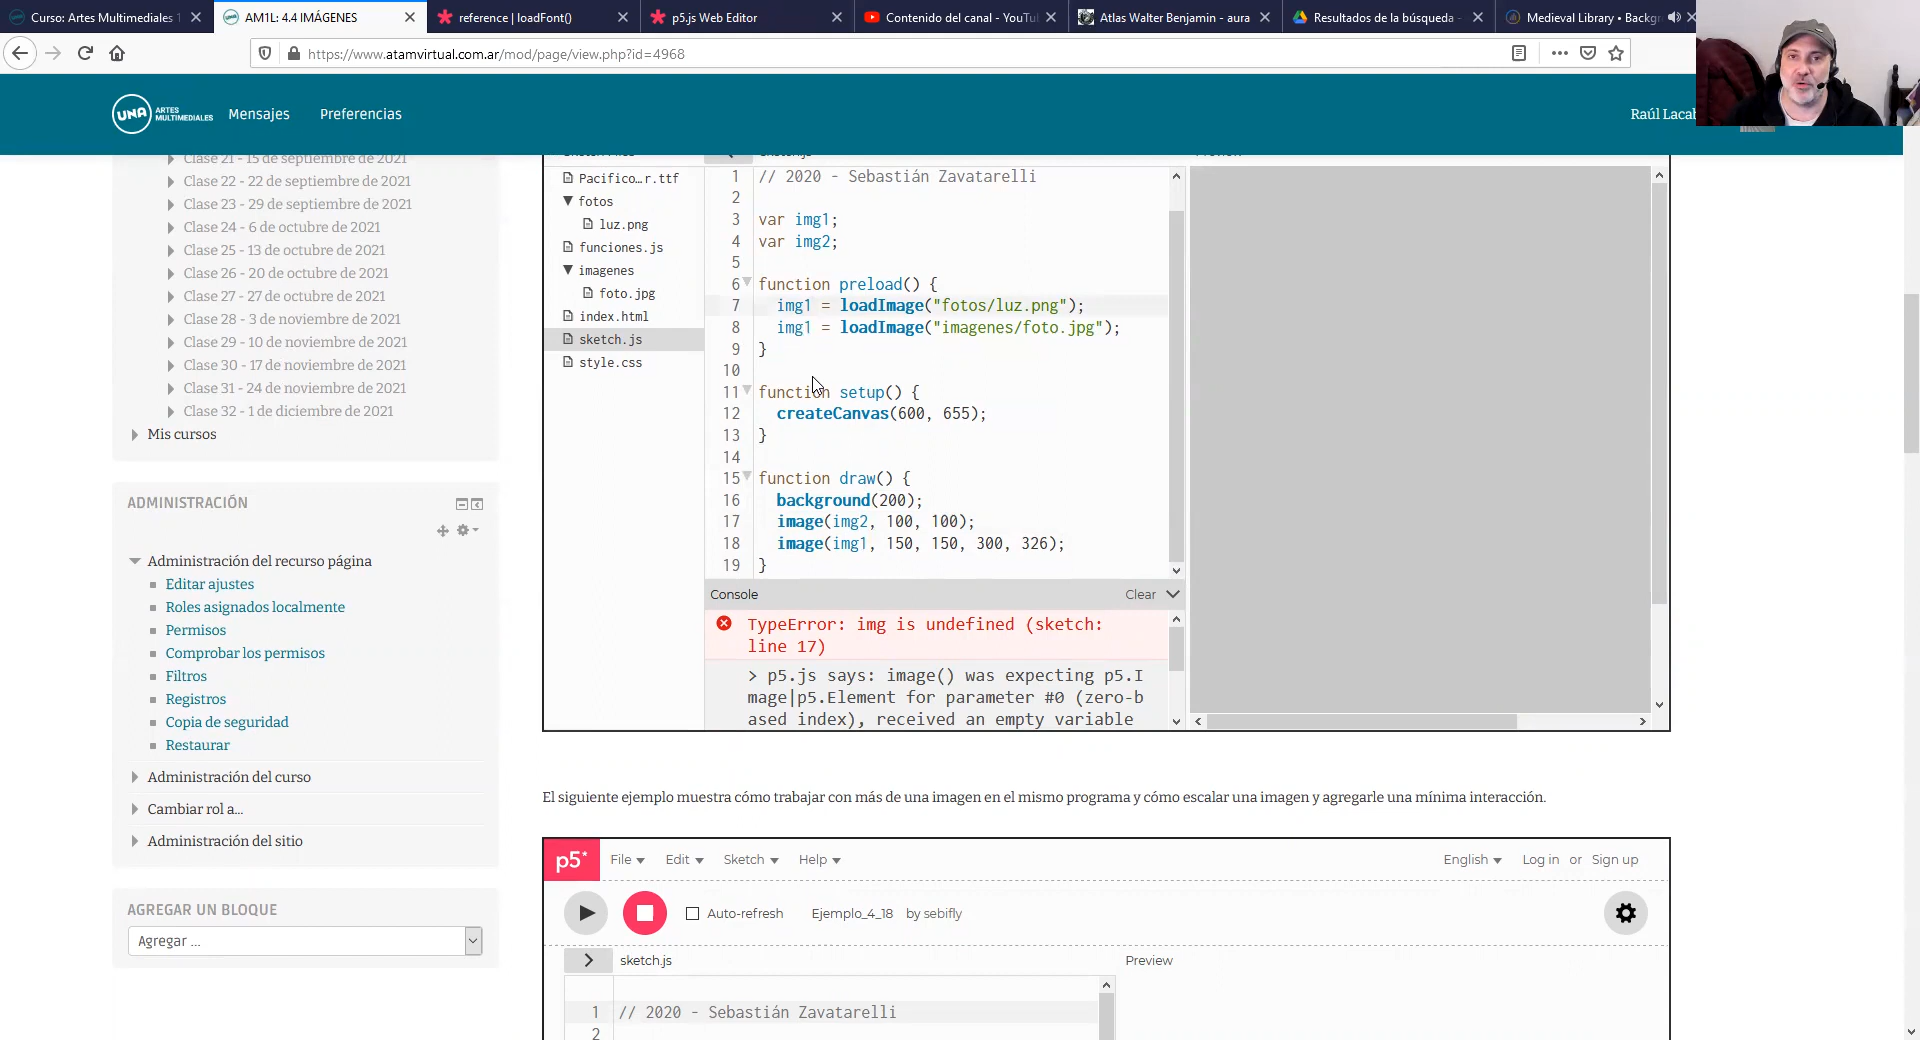 Curso: Artes Multimediales 1
AM1L: 4.4 IMÁGENES
reference | loadFont()
p5.js Web Editor
Contenido del canal - YouTu
Atlas Walter Benjamin - aura
Resultados de la búsqueda -
Medieval Library • Backgr
https://www.atamvirtual.com.ar/mod/page/view.php?id=4968
UNA ARTES
MULTIMEDIALES
Mensajes
Preferencias
Raúl Lacab
Clase 21 - 15 de septiembre de 2021
Clase 22 - 22 de septiembre de 2021
Clase 23 - 29 de septiembre de 2021
Clase 24 - 6 de octubre de 2021
Clase 25 - 13 de octubre de 2021
Clase 26 - 20 de octubre de 2021
Clase 27 - 27 de octubre de 2021
Clase 28 - 3 de noviembre de 2021
Clase 29 - 10 de noviembre de 2021
Clase 30 - 17 de noviembre de 2021
Clase 31 - 24 de noviembre de 2021
Clase 32 - 1 de diciembre de 2021
Mis cursos
ADMINISTRACIÓN
Administración del recurso página
Editar ajustes
Roles asignados localmente
Permisos
Comprobar los permisos
Filtros
Registros
Copia de seguridad
Restaurar
Administración del curso
Cambiar rol a...
Administración del sitio
AGREGAR UN BLOQUE
Agregar ...
Pacifico…r.ttf
fotos
luz.png
funciones.js
imagenes
foto.jpg
index.html
sketch.js
style.css
1 // 2020 - Sebastián Zavatarelli
2
3 var img1;
4 var img2;
5
6 function preload() {
7 img1 = loadImage("fotos/luz.png");
8 img1 = loadImage("imagenes/foto.jpg");
9 }
10
11 function setup() {
12 createCanvas(600, 655);
13 }
14
15 function draw() {
16 background(200);
17 image(img2, 100, 100);
18 image(img1, 150, 150, 300, 326);
19 }
Console
Clear
TypeError: img is undefined (sketch:
line 17)
> p5.js says: image() was expecting p5.I
mage|p5.Element for parameter #0 (zero-b
ased index), received an empty variable
El siguiente ejemplo muestra cómo trabajar con más de una imagen en el mismo programa y cómo escalar una imagen y agregarle una mínima interacción.
p5* File Edit Sketch Help English Log in or Sign up
Auto-refresh Ejemplo_4_18 by sebifly
sketch.js
Preview
1 // 2020 - Sebastián Zavatarelli
2